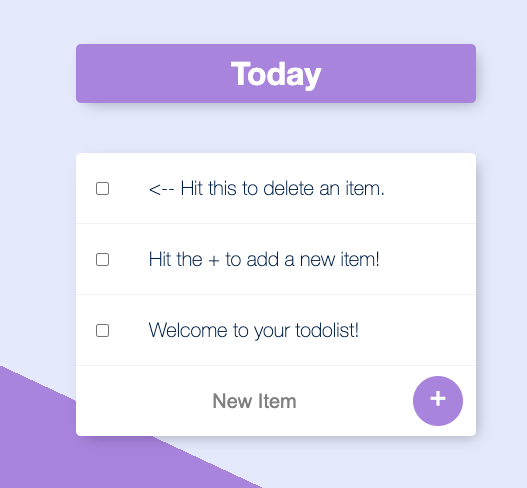 Today
<-- Hit this to delete an item.
Hit the + to add a new item!
Welcome to your todolist!
New Item +